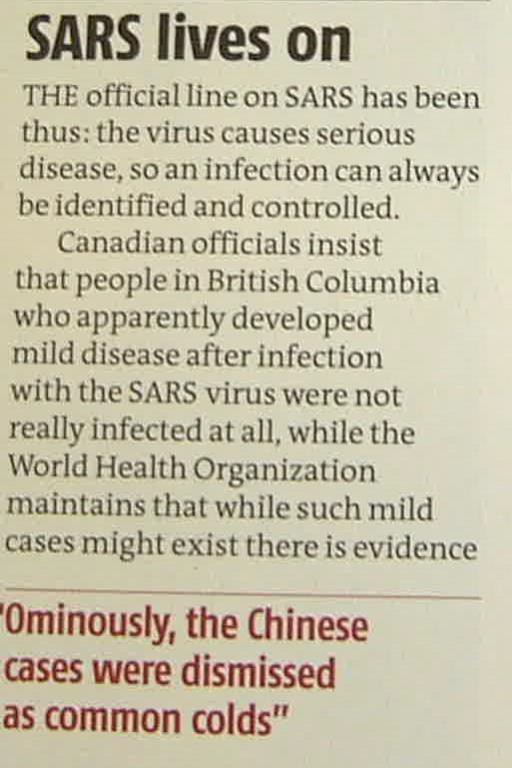 SARS lives on
THE official line on SARS has been
thus: the virus causes serious
disease, so an infection can always
be identified and controlled.
Canadian officials insist
that people in British Columbia
who apparently developed
mild disease after infection
with the SARS virus were not
really infected at all, while the
World Health Organization
maintains that while such mild
cases might exist there is evidence
"Ominously, the Chinese
cases were dismissed
as common colds"